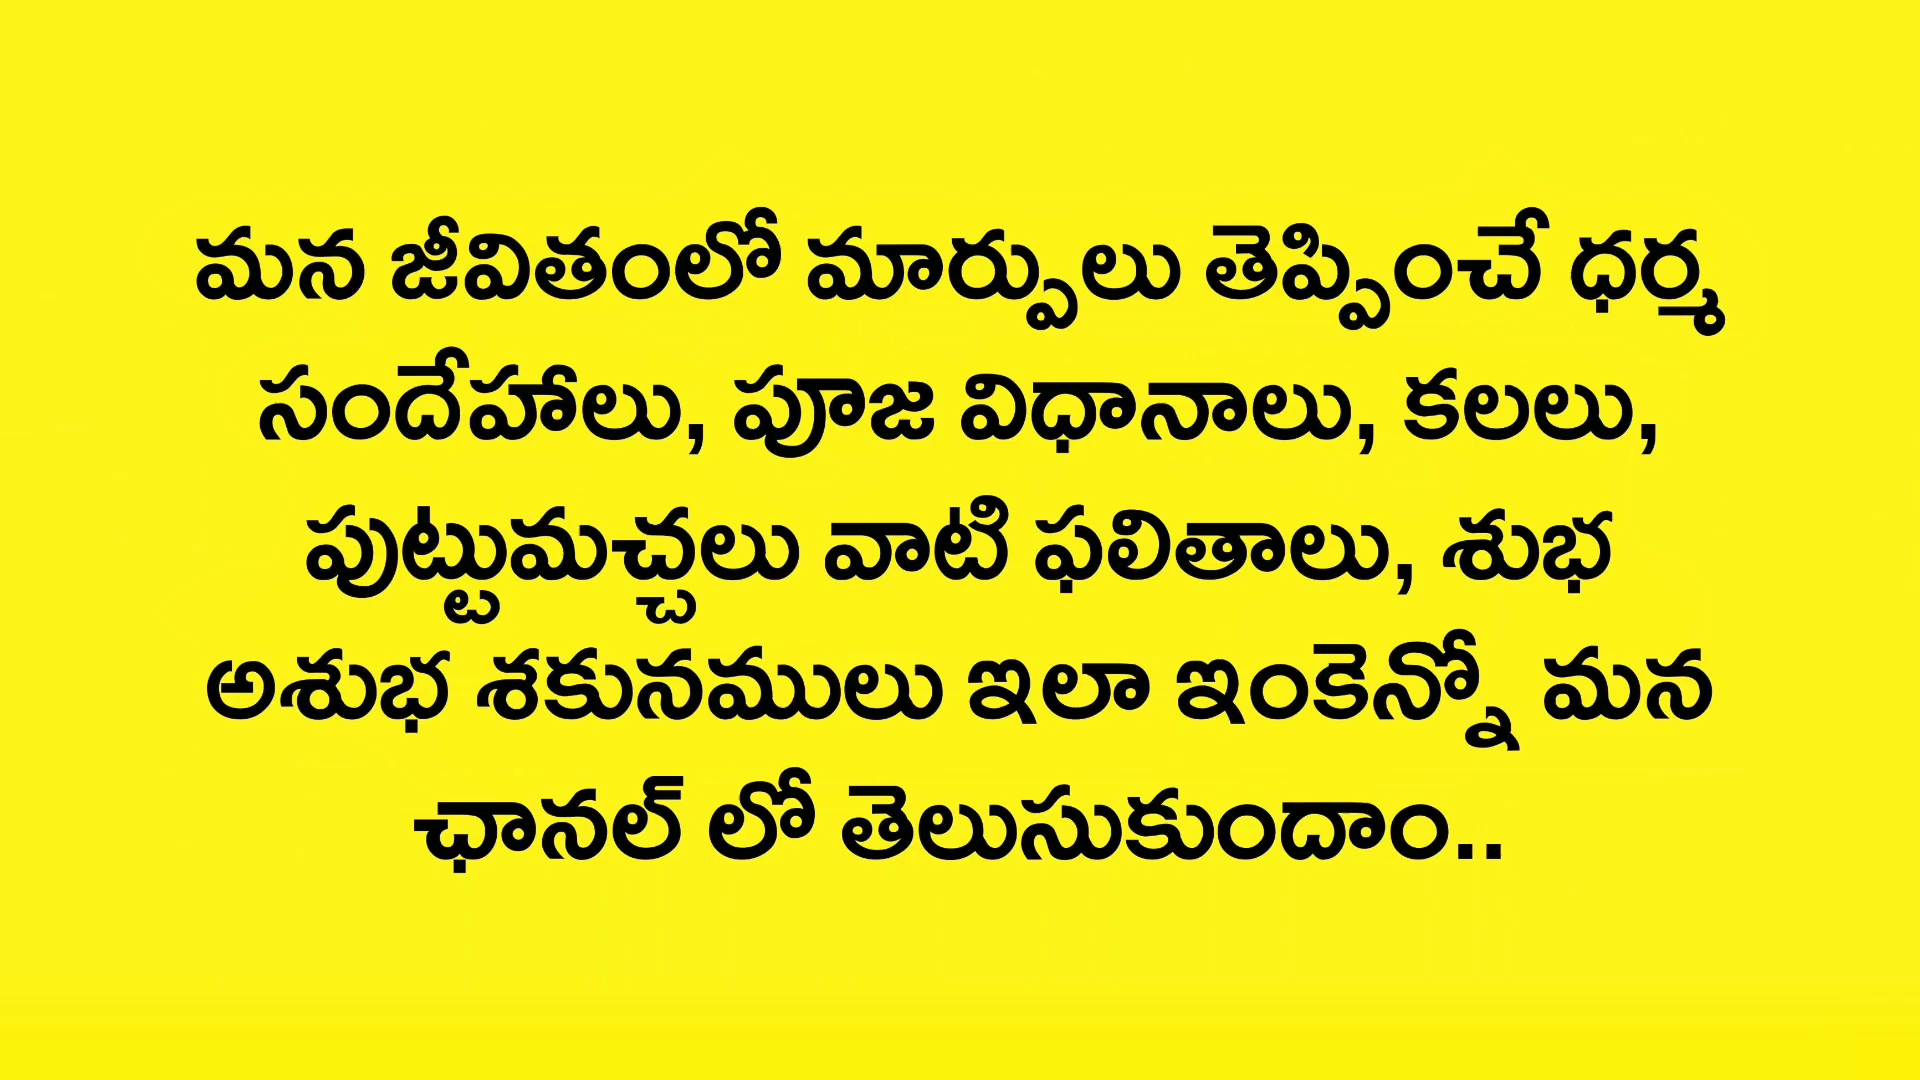 మన జీవితంలో మార్పులు తెప్పించే ధర్మ
సందేహాలు, పూజ విధానాలు, కలలు,
పుట్టుమచ్చలు వాటి ఫలితాలు, శుభ
అశుభ శకునములు ఇలా ఇంకెన్నో మన
ఛానల్ లో తెలుసుకుందాం..